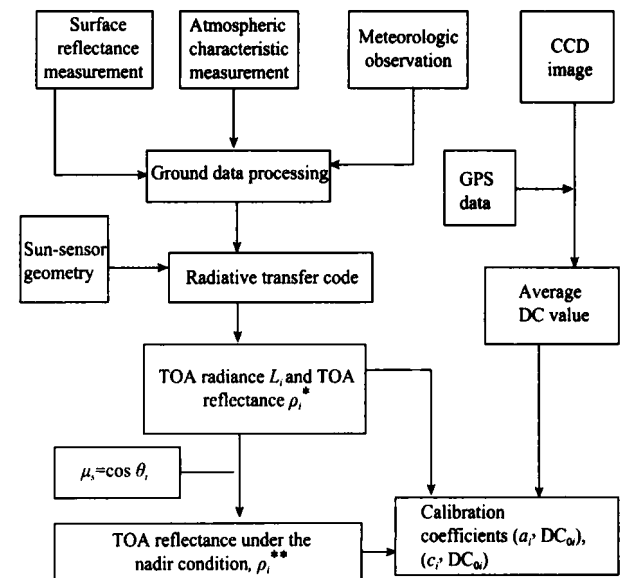 Surface
reflectance
measurement
Atmospheric
characteristic
measurement
Meteorologic
observation
CCD
image
Ground data processing
GPS
data
Sun-sensor
geometry
Radiative transfer code
Average
DC value
TOA radiance Lᵢ and TOA
reflectance ρᵢ*
μₛ=cos θₜ
Calibration
coefficients (aᵢ, DC₀ᵢ),
(cᵢ, DC₀ᵢ)
TOA reflectance under the
nadir condition, ρᵢ**